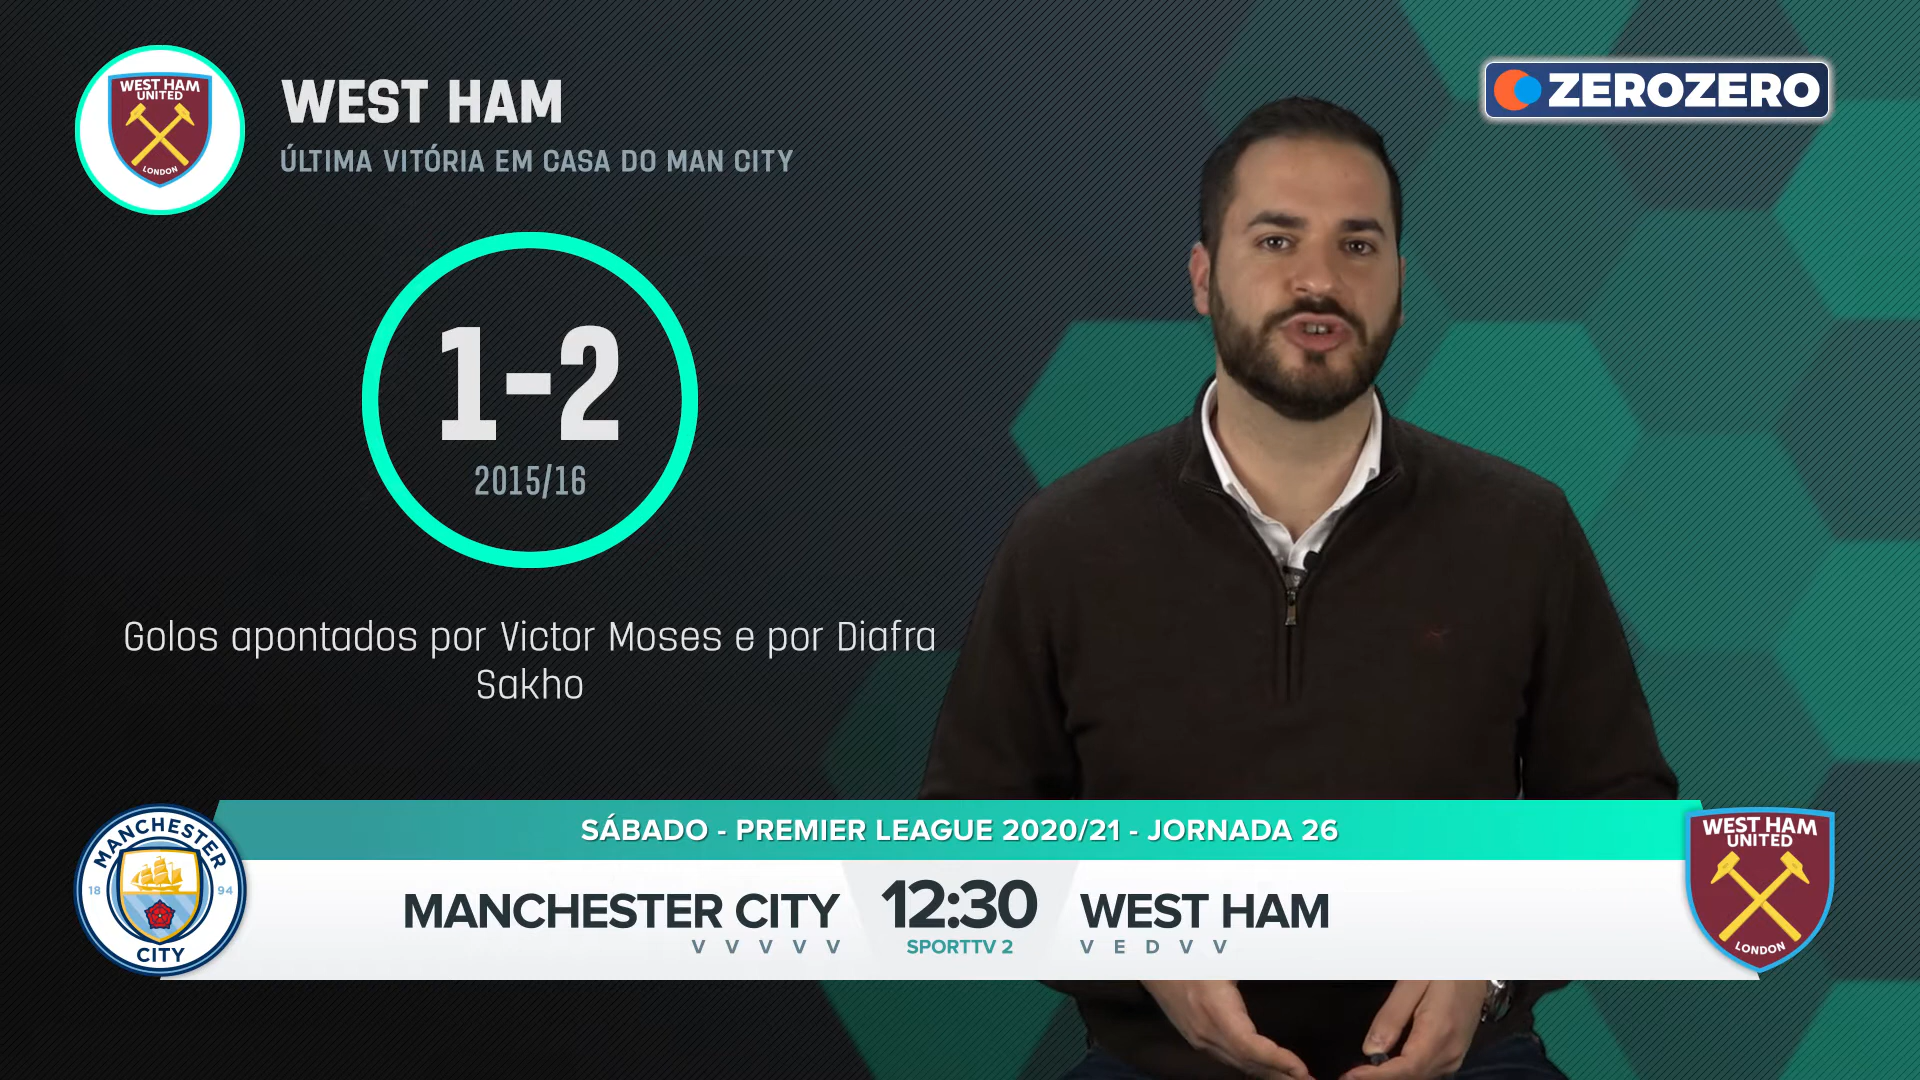 WEST HAM
UNITED
LONDON
WEST HAM
ÚLTIMA VITÓRIA EM CASA DO MAN CITY
ZEROZERO
1-2
2015/16
Golos apontados por Victor Moses e por Diafra
Sakho
SÁBADO - PREMIER LEAGUE 2020/21 - JORNADA 26
MANCHESTER
18 94
CITY
MANCHESTER CITY 12:30 WEST HAM
V V V V V SPORTTV 2 V E D V V
WEST HAM
UNITED
LONDON